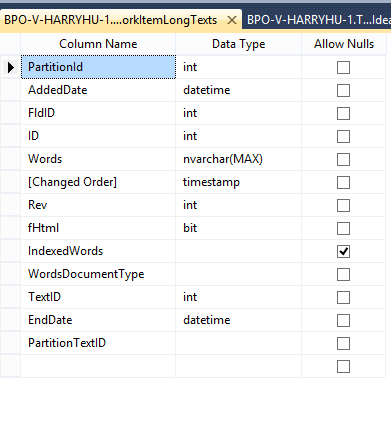 BPO-V-HARRYHU-1....orkItemLongTexts BPO-V-HARRYHU-1.T...Idea
Column Name Data Type Allow Nulls
PartitionId int
AddedDate datetime
FldID int
ID int
Words nvarchar(MAX)
[Changed Order] timestamp
Rev int
fHtml bit
IndexedWords
WordsDocumentType
TextID int
EndDate datetime
PartitionTextID